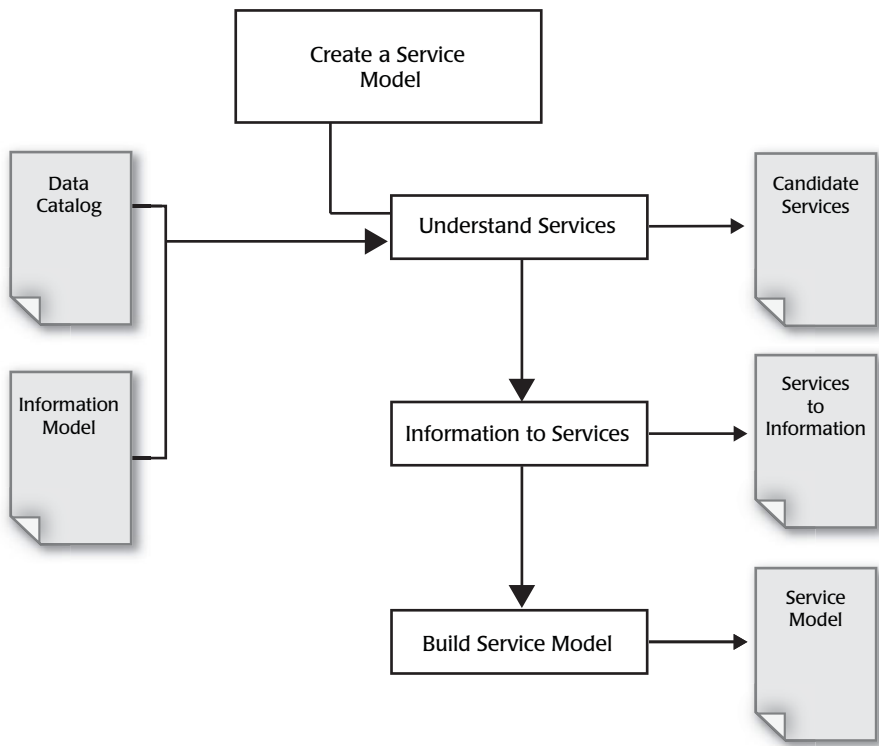 Create a Service
Model
Data
Catalog
Understand Services
Candidate
Services
Information
Model
Information to Services
Services
to
Information
Build Service Model
Service
Model